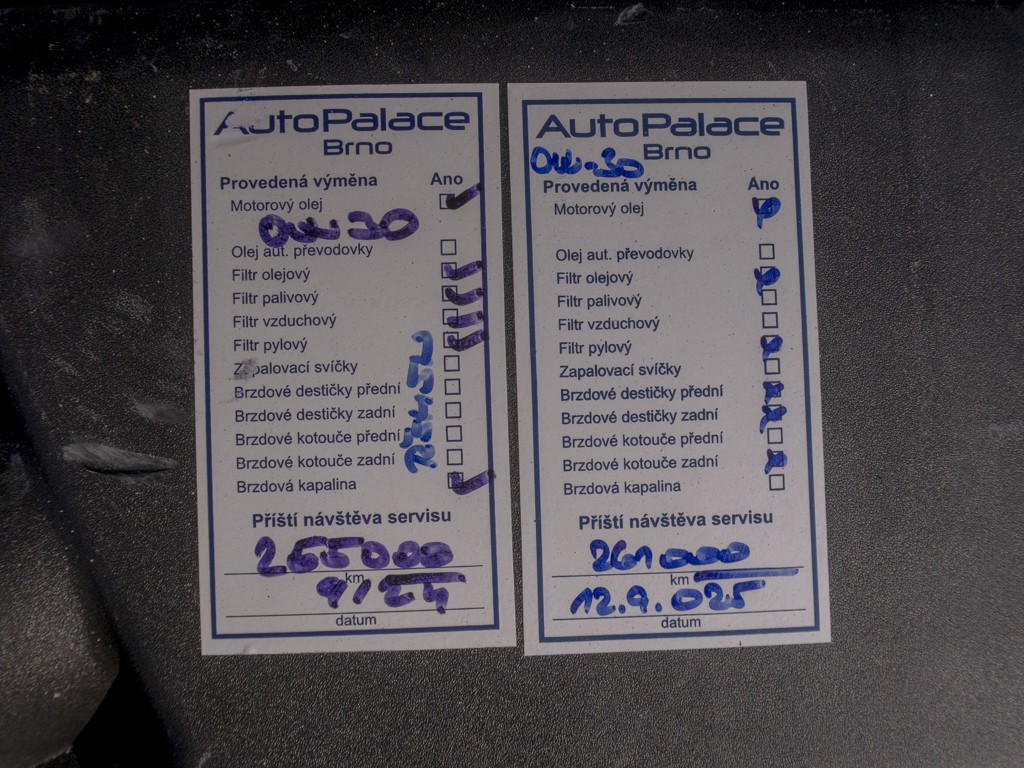 AutoPalace
Brno
Provedená výměna Ano
Motorový olej
0W30
Olej aut. převodovky
Filtr olejový
Filtr palivový
Filtr vzduchový
Filtr pylový
Zapalovací svíčky
Brzdové destičky přední
Brzdové destičky zadní
Brzdové kotouče přední
Brzdové kotouče zadní
Brzdová kapalina
Příští návštěva servisu
265000
km
9/24
datum
AutoPalace
Brno
0W-30
Provedená výměna Ano
Motorový olej
Olej aut. převodovky
Filtr olejový
Filtr palivový
Filtr vzduchový
Filtr pylový
Zapalovací svíčky
Brzdové destičky přední
Brzdové destičky zadní
Brzdové kotouče přední
Brzdové kotouče zadní
Brzdová kapalina
Příští návštěva servisu
261000
km
12.9.025
datum